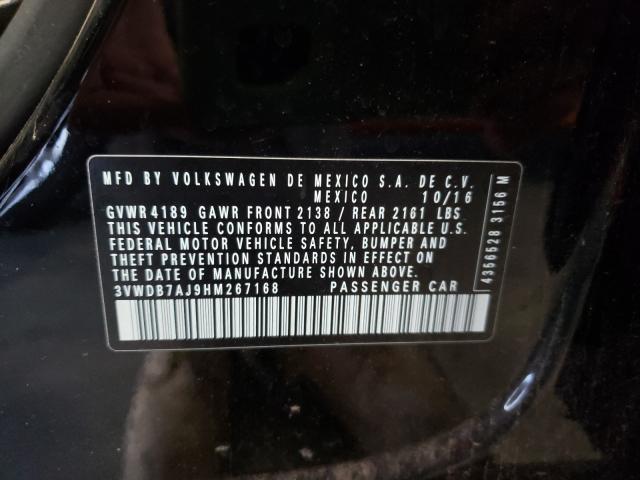 MFD BY VOLKSWAGEN DE MEXICO S.A. DE C.V.
MEXICO 10/16
GVWR 4189 GAWR FRONT 2138 / REAR 2161 LBS
THIS VEHICLE CONFORMS TO ALL APPLICABLE U.S.
FEDERAL MOTOR VEHICLE SAFETY, BUMPER AND
THEFT PREVENTION STANDARDS IN EFFECT ON
THE DATE OF MANUFACTURE SHOWN ABOVE.
3VWDB7AJ9HM267168 PASSENGER CAR
4356528 3156 M